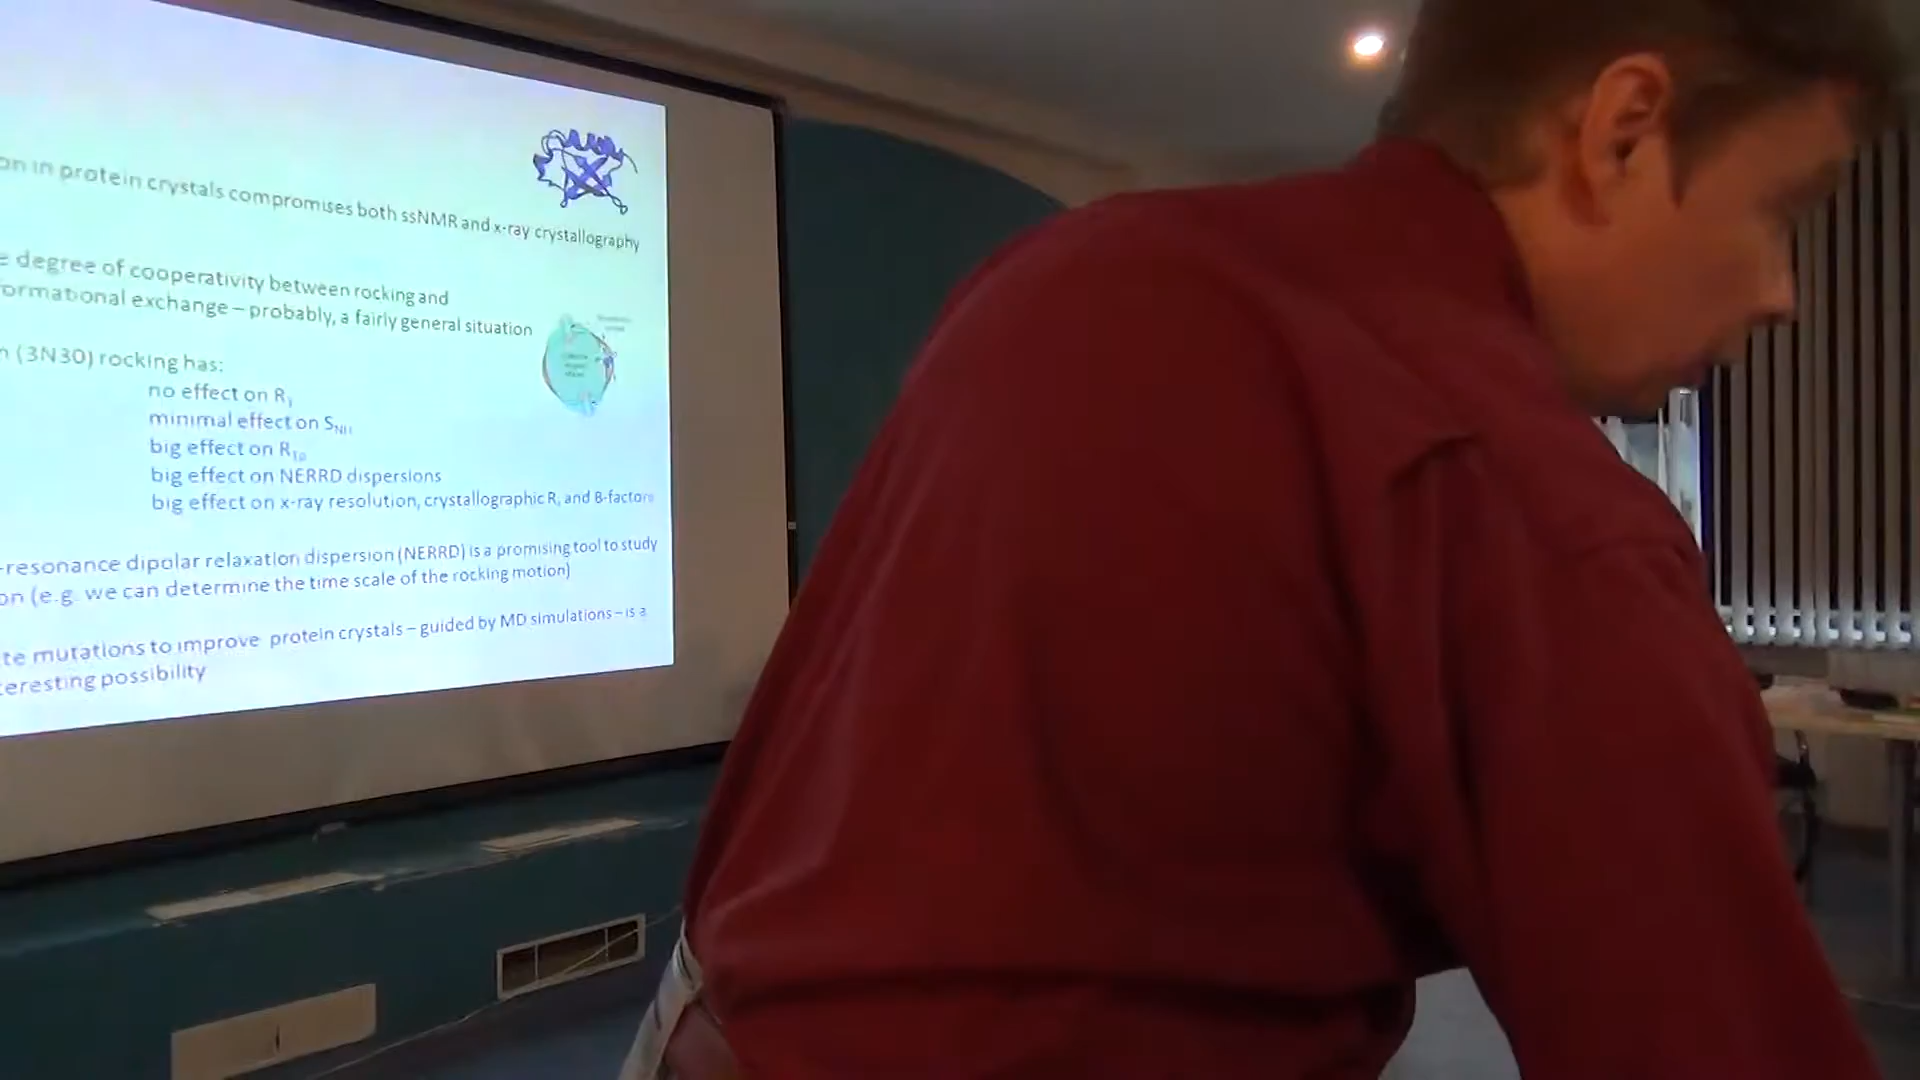 on in protein crystals compromises both ssNMR and x-ray crystallography
e degree of cooperativity between rocking and
ormational exchange – probably, a fairly general situation
(3N30) rocking has:
no effect on R₁
minimal effect on S_NH
big effect on R₁ρ
big effect on NERRD dispersions
big effect on x-ray resolution, crystallographic R, and B-factors
-resonance dipolar relaxation dispersion (NERRD) is a promising tool to study
on (e.g. we can determine the time scale of the rocking motion)
te mutations to improve protein crystals – guided by MD simulations – is a
teresting possibility